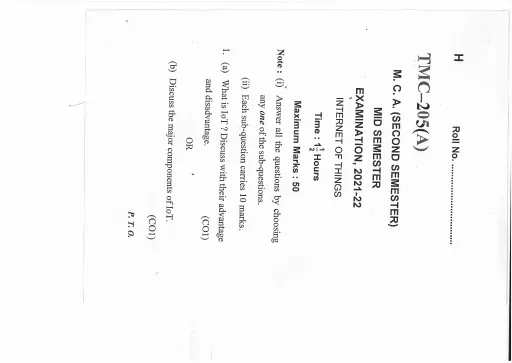 H
Roll No. ..............................
TMC–205(A)
M. C. A. (SECOND SEMESTER)
MID SEMESTER
EXAMINATION, 2021-22
INTERNET OF THINGS
Time : 1½ Hours
Maximum Marks : 50
Note : (i) Answer all the questions by choosing
any one of the sub-questions.
(ii) Each sub-question carries 10 marks.
1. (a) What is IoT ? Discuss with their advantage
and disadvantage. (CO1)
OR
(b) Discuss the major components of IoT.
(CO1)
P. T. O.